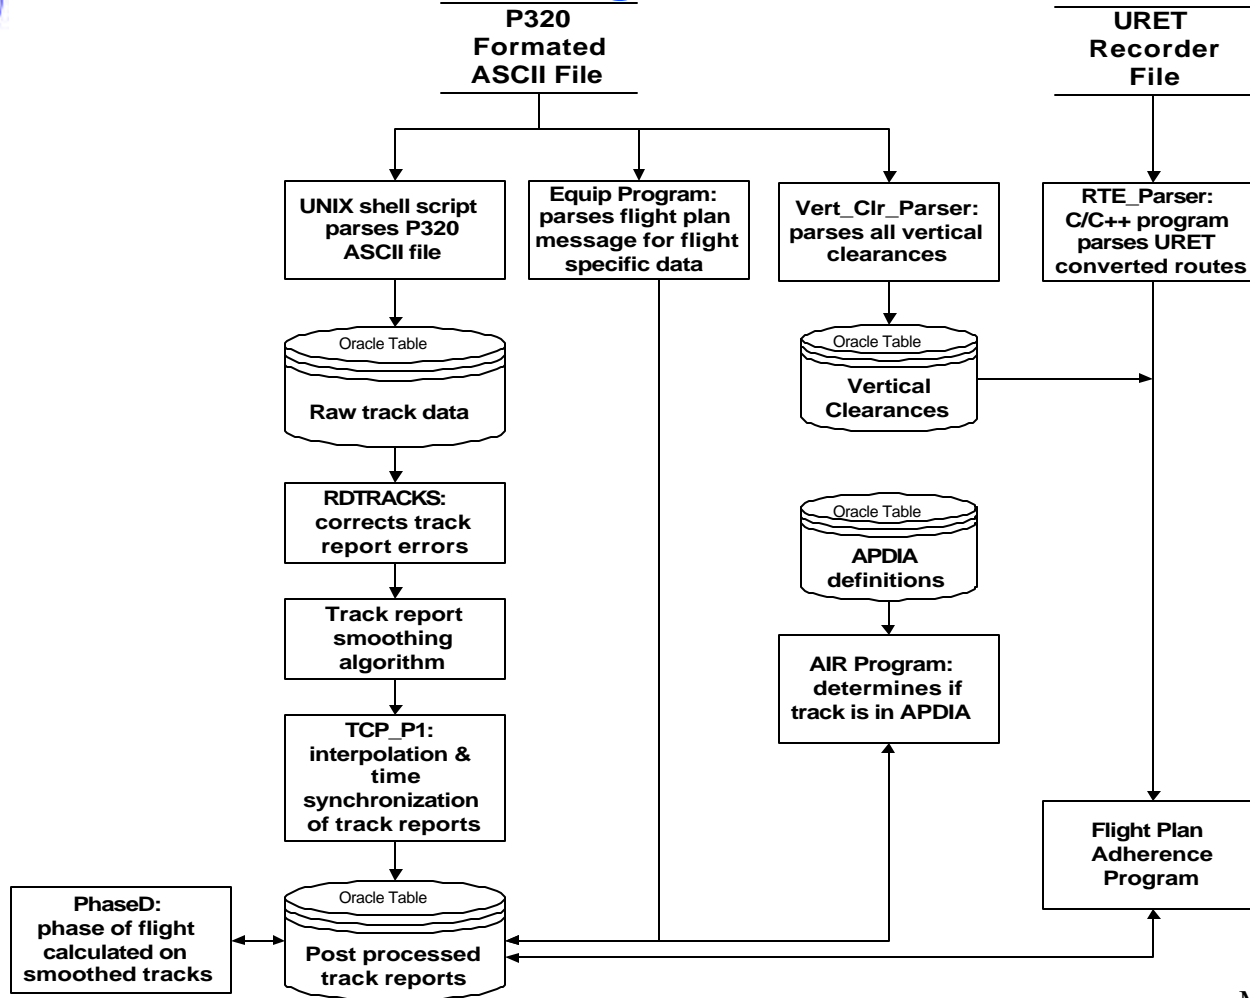 P320
Formated
ASCII File
URET
Recorder
File
UNIX shell script
parses P320
ASCII file
Equip Program:
parses flight plan
message for flight
specific data
Vert_Clr_Parser:
parses all vertical
clearances
RTE_Parser:
C/C++ program
parses URET
converted routes
Oracle Table
Raw track data
Oracle Table
Vertical
Clearances
RDTRACKS:
corrects track
report errors
Oracle Table
APDIA
definitions
Track report
smoothing
algorithm
AIR Program:
determines if
track is in APDIA
TCP_P1:
interpolation &
time
synchronization
of track reports
Flight Plan
Adherence
Program
PhaseD:
phase of flight
calculated on
smoothed tracks
Oracle Table
Post processed
track reports